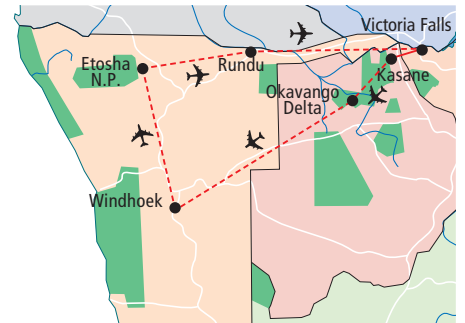 Victoria Falls
Etosha
N.P.
Rundu
Kasane
Okavango
Delta
Windhoek